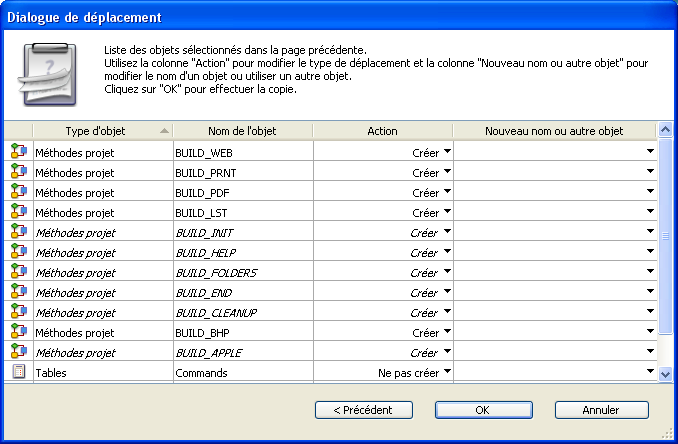 Dialogue de déplacement
Liste des objets sélectionnés dans la page précédente.
Utilisez la colonne "Action" pour modifier le type de déplacement et la colonne "Nouveau nom ou autre objet" pour
modifier le nom d'un objet ou utiliser un autre objet.
Cliquez sur "OK" pour effectuer la copie.
Type d'objet Nom de l'objet Action Nouveau nom ou autre objet
Méthodes projet BUILD_WEB Créer
Méthodes projet BUILD_PRNT Créer
Méthodes projet BUILD_PDF Créer
Méthodes projet BUILD_LST Créer
Méthodes projet BUILD_INIT Créer
Méthodes projet BUILD_HELP Créer
Méthodes projet BUILD_FOLDERS Créer
Méthodes projet BUILD_END Créer
Méthodes projet BUILD_CLEANUP Créer
Méthodes projet BUILD_BHP Créer
Méthodes projet BUILD_APPLE Créer
Tables Commands Ne pas créer
< Précédent OK Annuler